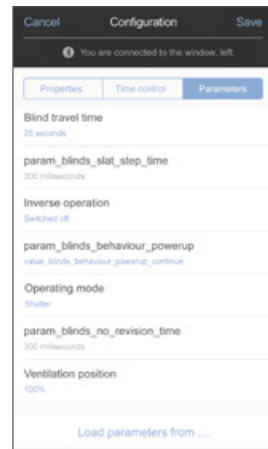 Cancel Configuration Save
You are connected to the window, left.
Properties Time control Parameters
Blind travel time
25 seconds
param_blinds_slat_step_time
300 milliseconds
Inverse operation
Switched off
param_blinds_behaviour_powerup
value_blinds_behaviour_powerup_continue
Operating mode
Shutter
param_blinds_no_revision_time
300 milliseconds
Ventilation position
100%
Load parameters from ...